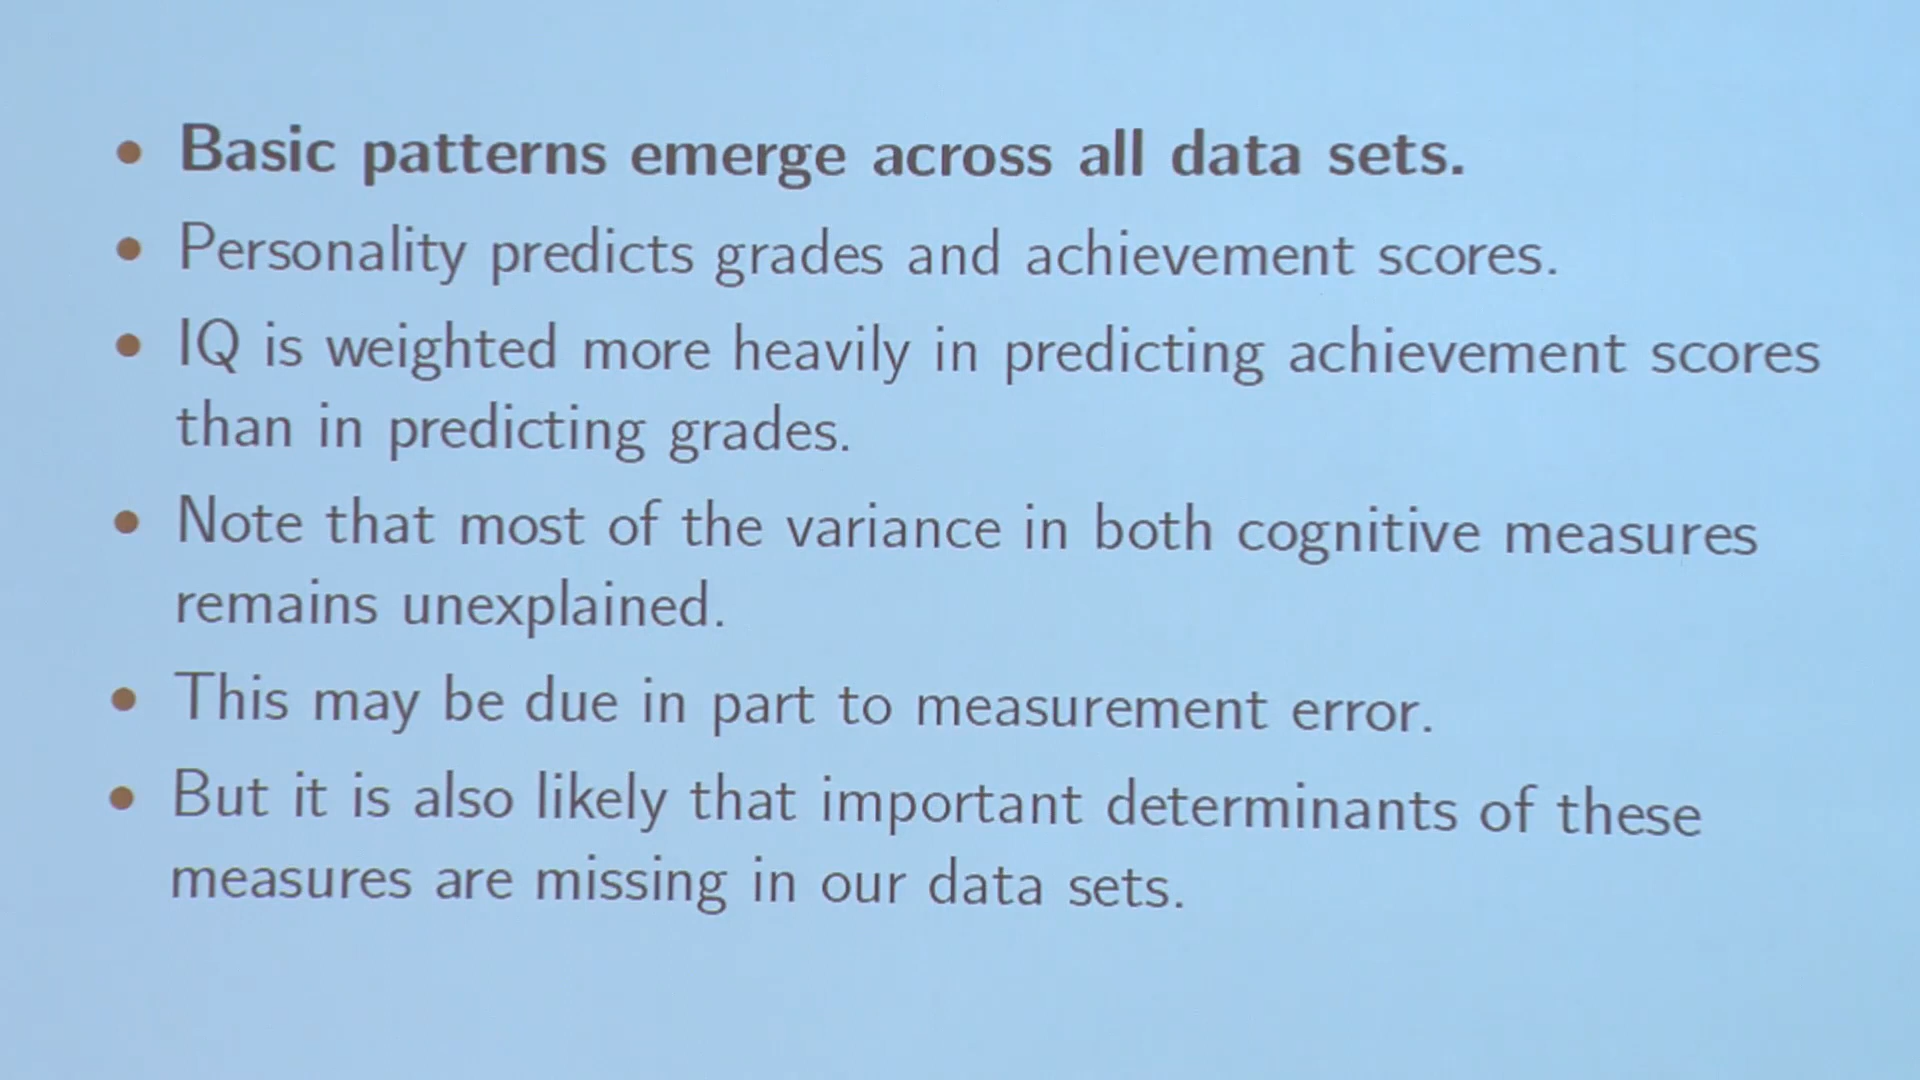 • Basic patterns emerge across all data sets.
• Personality predicts grades and achievement scores.
• IQ is weighted more heavily in predicting achievement scores
than in predicting grades.
• Note that most of the variance in both cognitive measures
remains unexplained.
• This may be due in part to measurement error.
• But it is also likely that important determinants of these
measures are missing in our data sets.